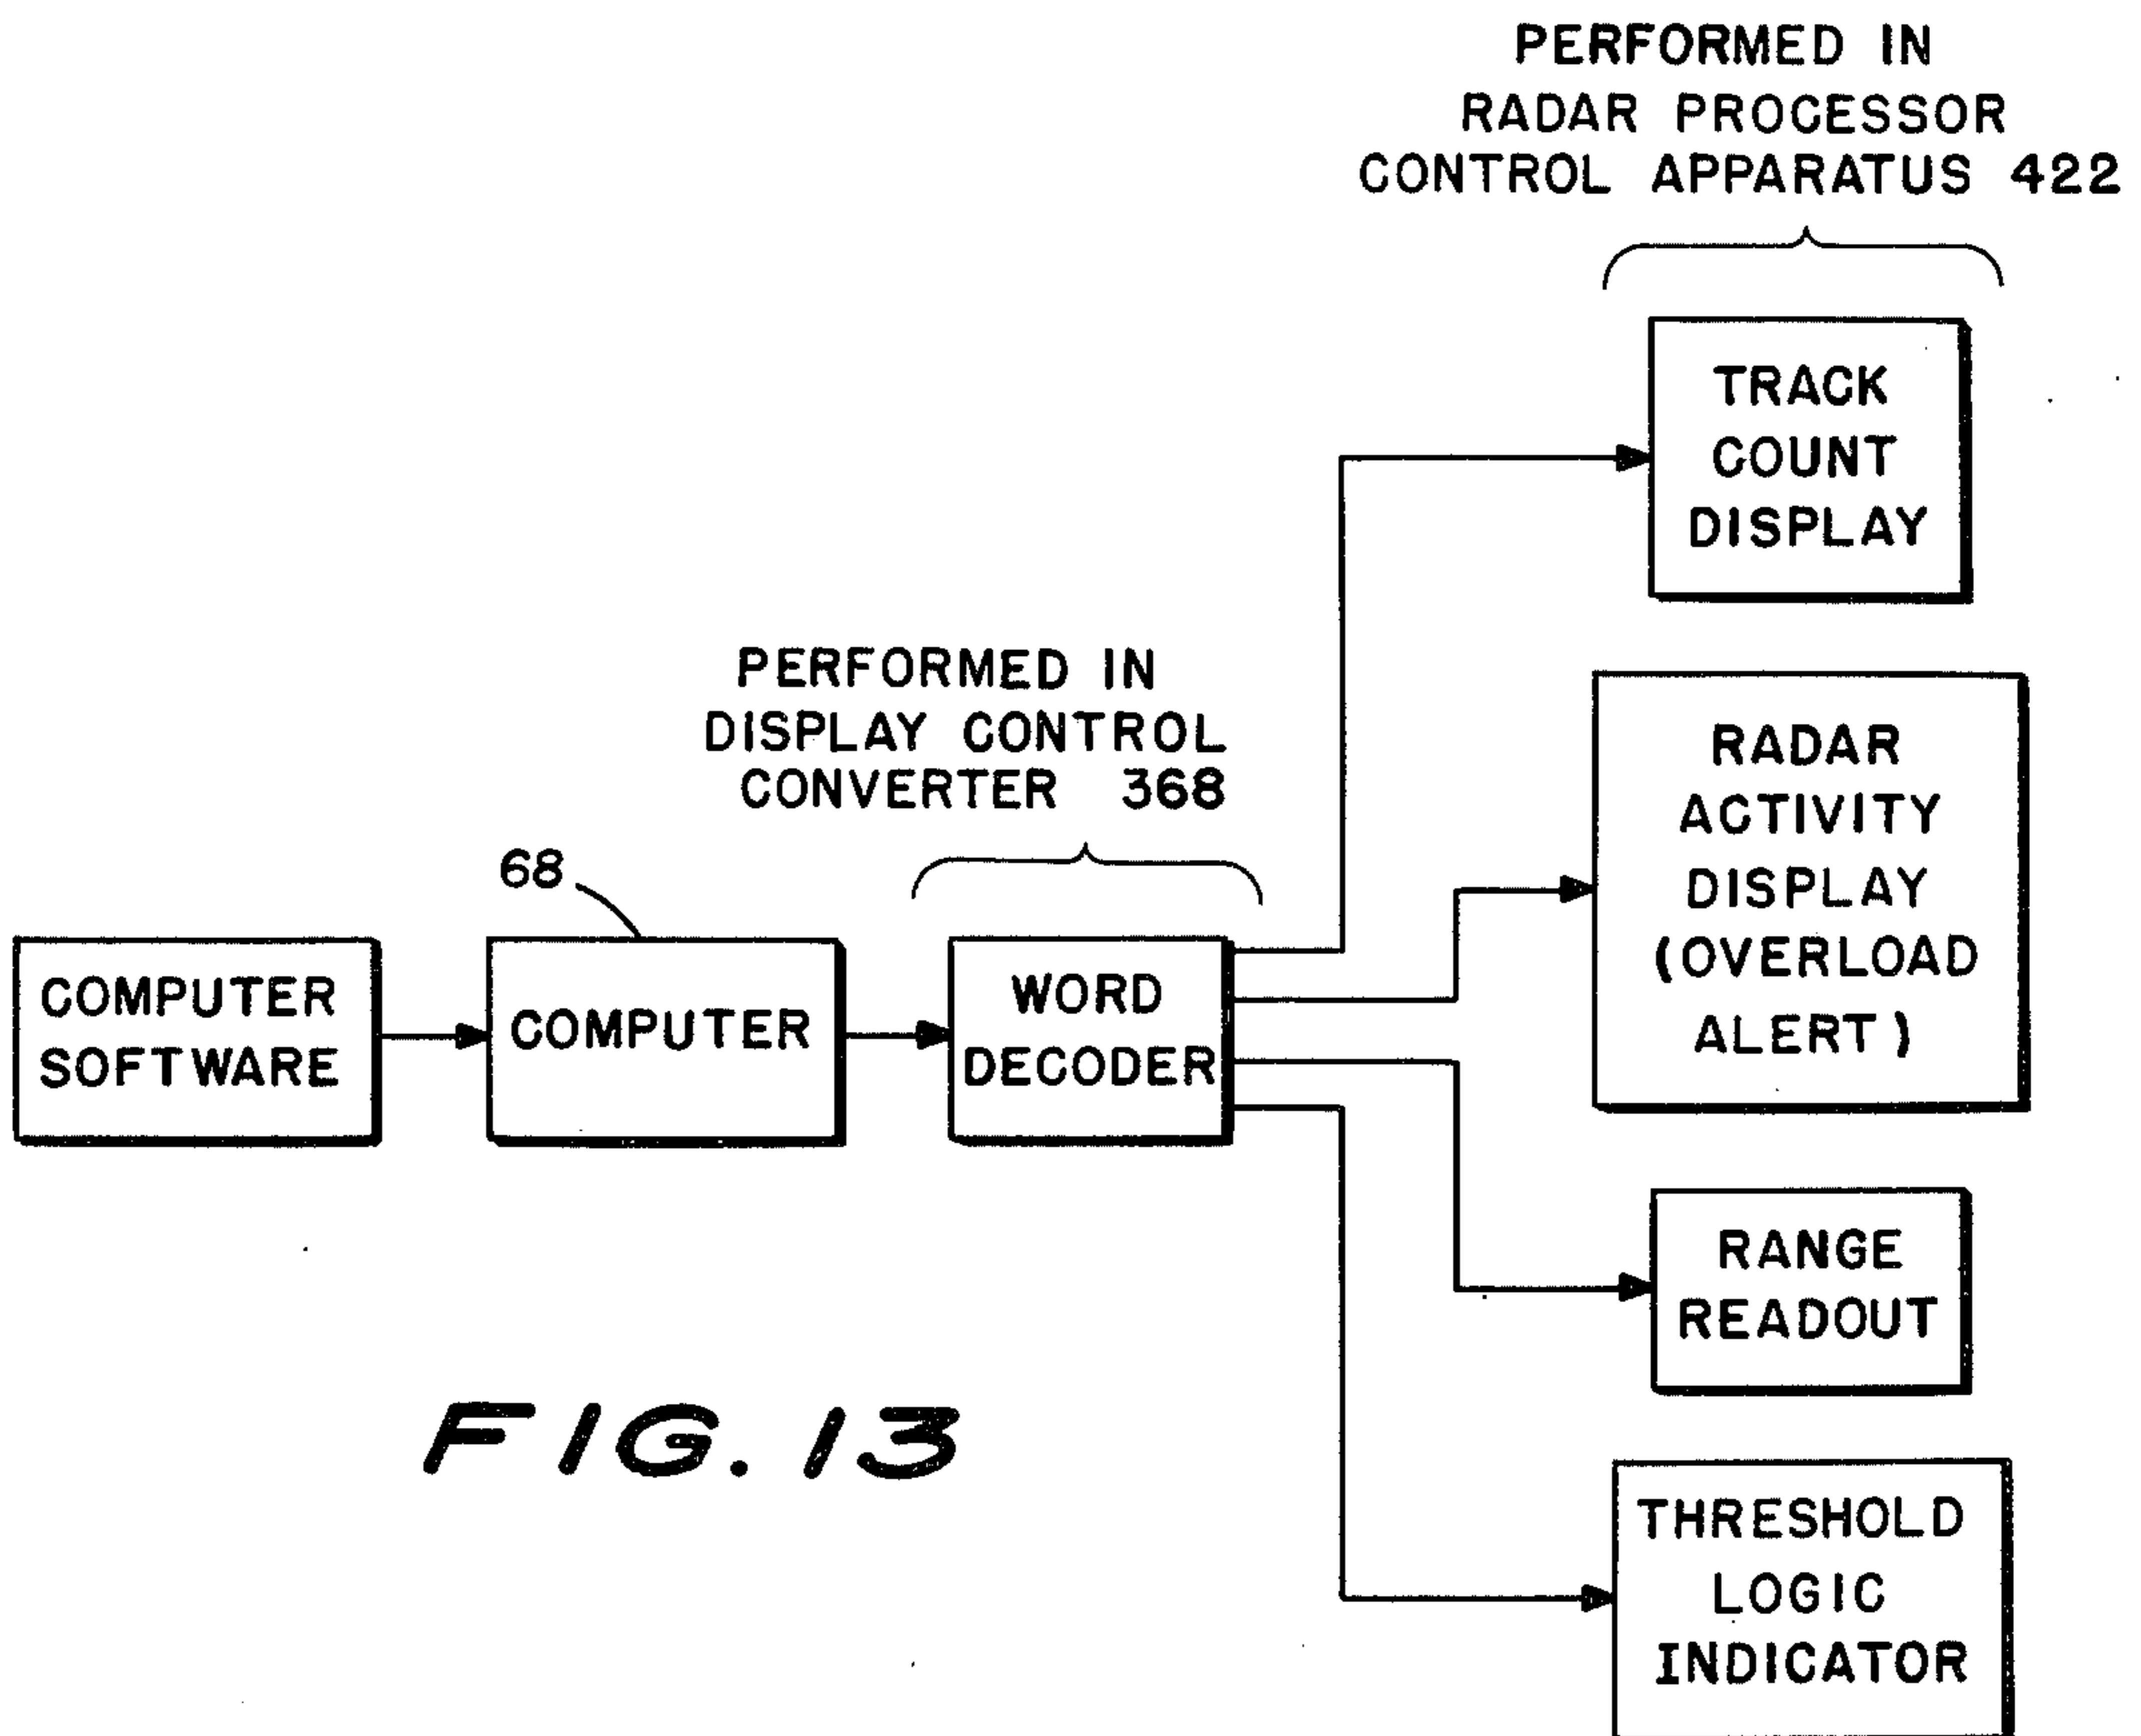 PERFORMED IN
RADAR PROCESSOR
CONTROL APPARATUS 422
TRACK
COUNT
DISPLAY
PERFORMED IN
DISPLAY CONTROL
CONVERTER 368
68
COMPUTER
SOFTWARE
COMPUTER
WORD
DECODER
RADAR
ACTIVITY
DISPLAY
(OVERLOAD
ALERT)
RANGE
READOUT
THRESHOLD
LOGIC
INDICATOR
FIG. 13